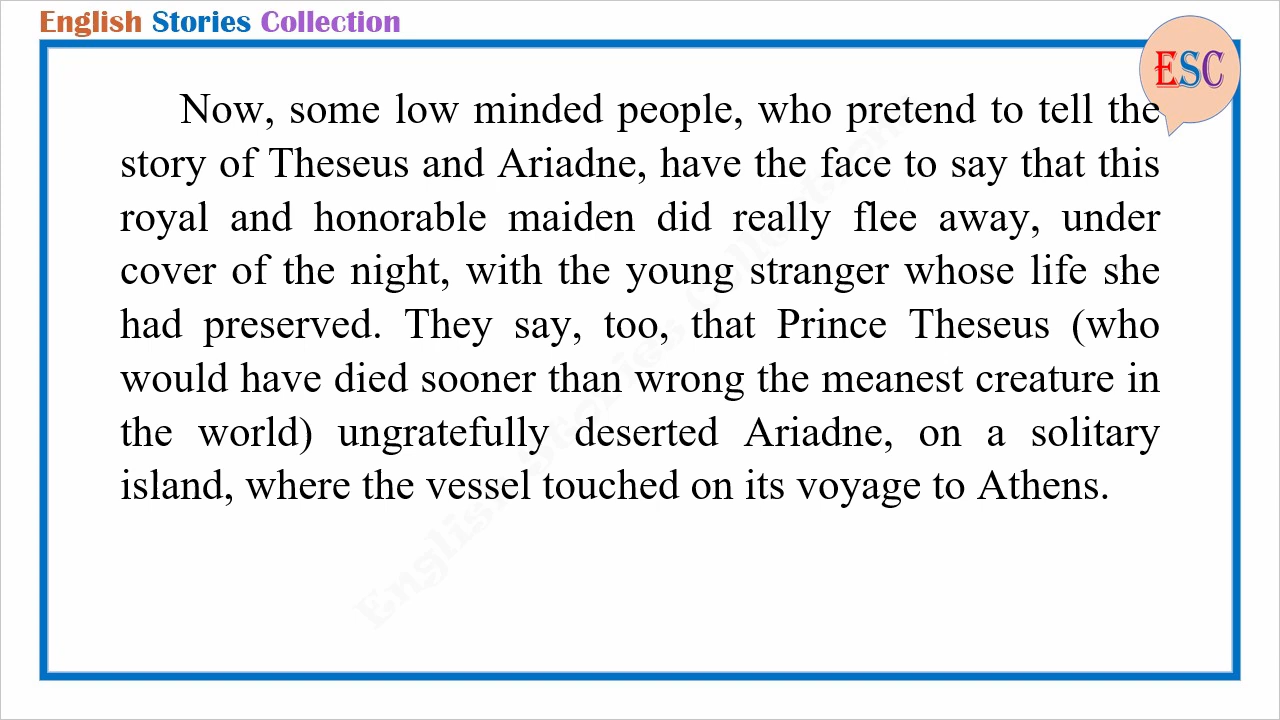 English Stories Collection
ESC
Now, some low minded people, who pretend to tell the
story of Theseus and Ariadne, have the face to say that this
royal and honorable maiden did really flee away, under
cover of the night, with the young stranger whose life she
had preserved. They say, too, that Prince Theseus (who
would have died sooner than wrong the meanest creature in
the world) ungratefully deserted Ariadne, on a solitary
island, where the vessel touched on its voyage to Athens.
English Stories Collection